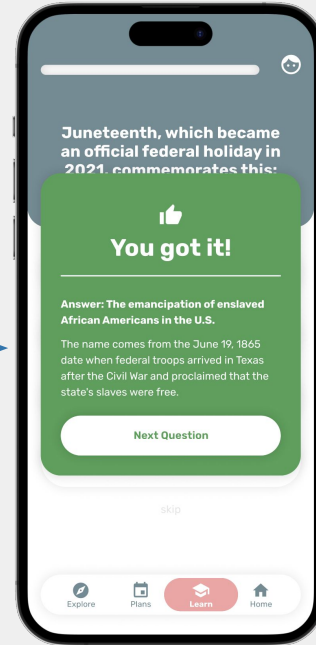 Juneteenth, which became
an official federal holiday in
2021, commemorates this:
You got it!
Answer: The emancipation of enslaved
African Americans in the U.S.
The name comes from the June 19, 1865
date when federal troops arrived in Texas
after the Civil War and proclaimed that the
state's slaves were free.
Next Question
skip
Explore
Plans
Learn
Home